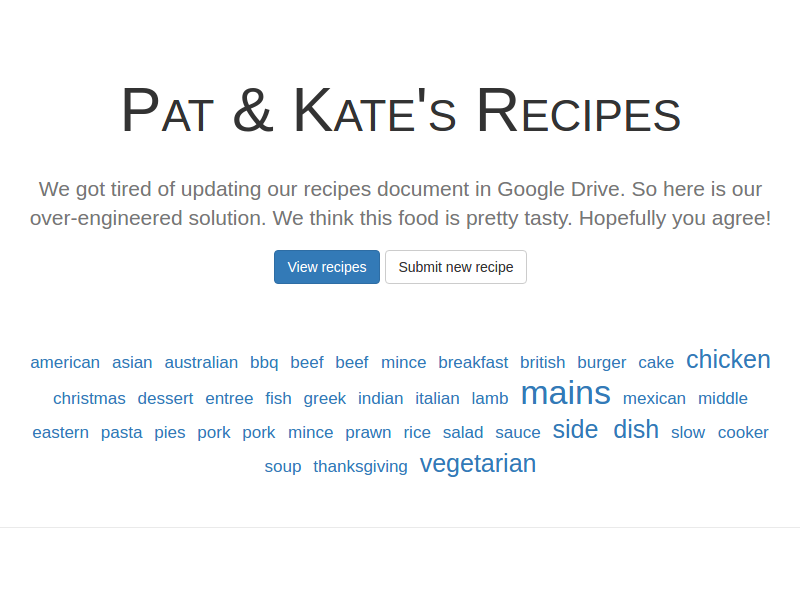 Pat & Kate's Recipes
We got tired of updating our recipes document in Google Drive. So here is our
over-engineered solution. We think this food is pretty tasty. Hopefully you agree!
View recipes Submit new recipe
american asian australian bbq beef beef mince breakfast british burger cake chicken
christmas dessert entree fish greek indian italian lamb mains mexican middle
eastern pasta pies pork pork mince prawn rice salad sauce side dish slow cooker
soup thanksgiving vegetarian